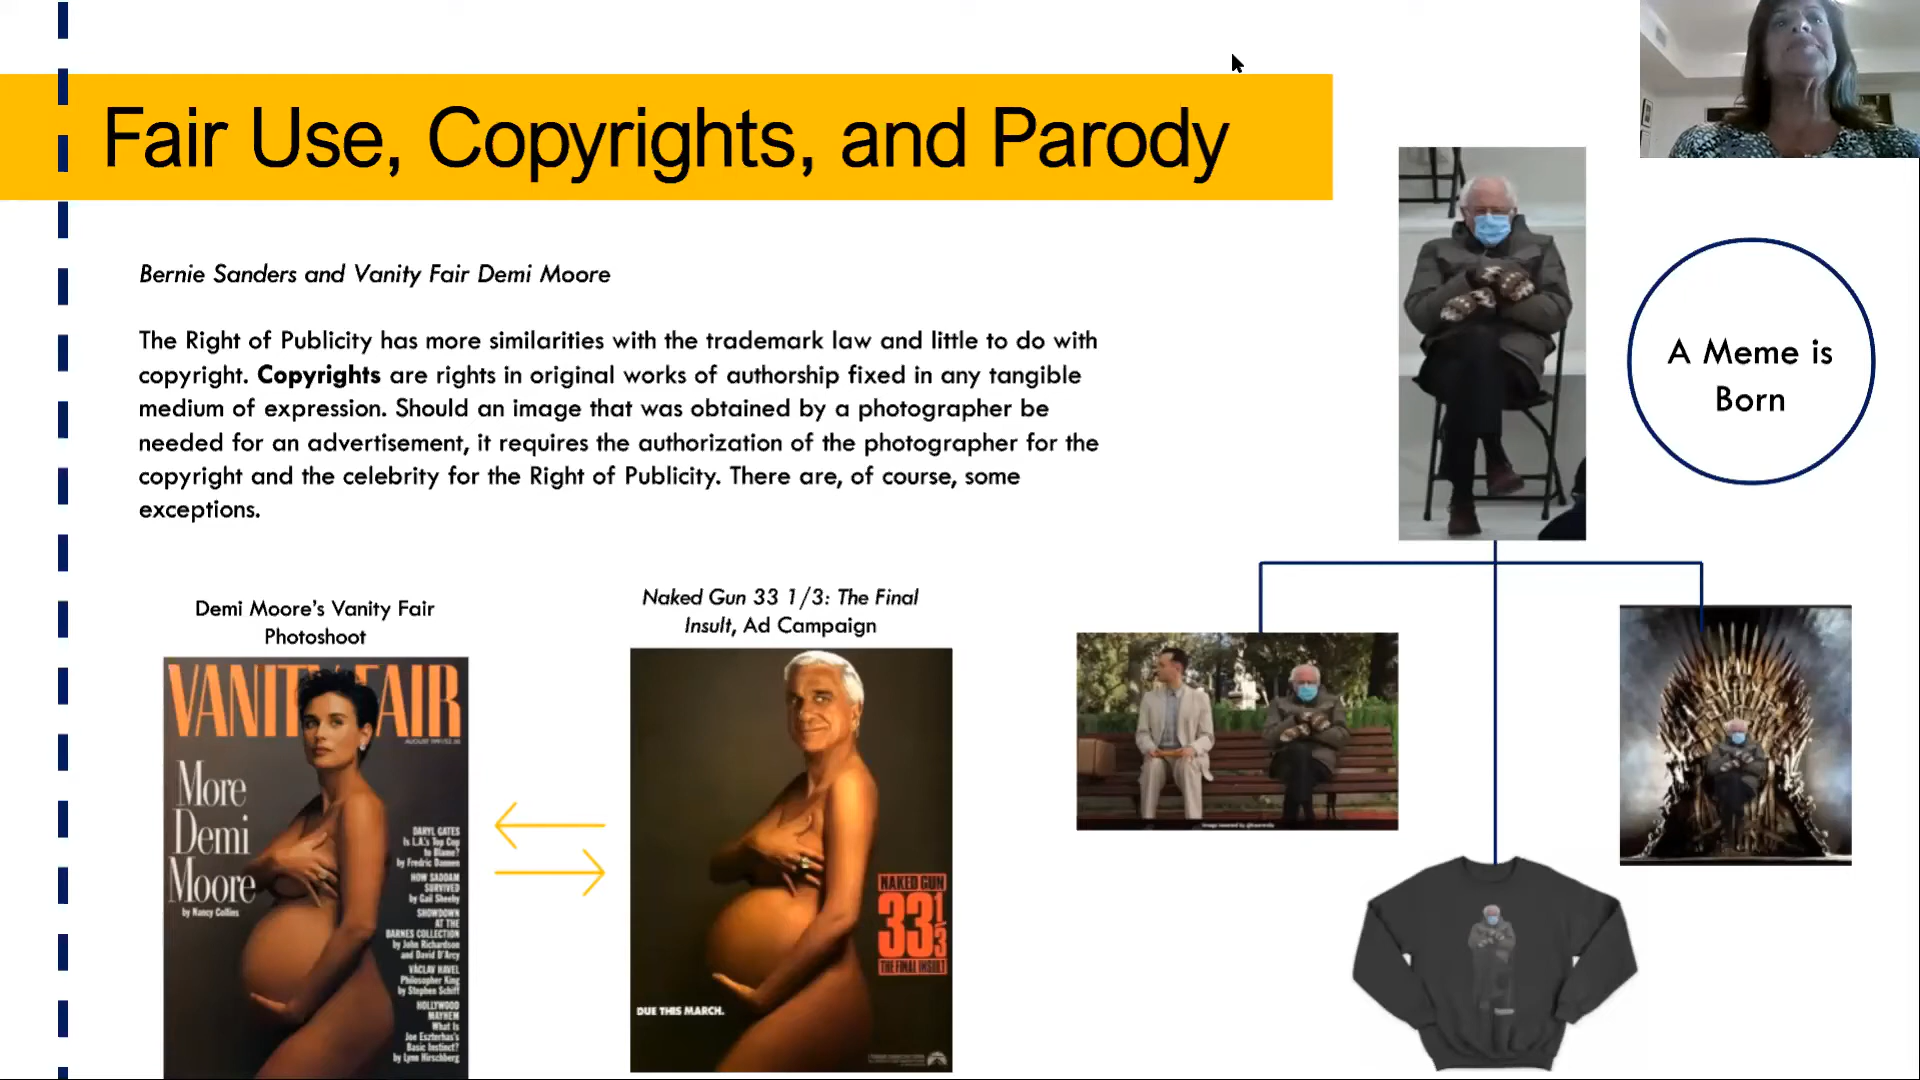 Fair Use, Copyrights, and Parody
Bernie Sanders and Vanity Fair Demi Moore
The Right of Publicity has more similarities with the trademark law and little to do with
copyright. Copyrights are rights in original works of authorship fixed in any tangible
medium of expression. Should an image that was obtained by a photographer be
needed for an advertisement, it requires the authorization of the photographer for the
copyright and the celebrity for the Right of Publicity. There are, of course, some
exceptions.
A Meme is
Born
Demi Moore's Vanity Fair
Photoshoot
VANITY FAIR
AUGUST 1991/$2.50
More
Demi
Moore
by Nancy Collins
DARYL GATES
Is L.A.'s Top Cop
to Blame?
by Fredric Dannen
HOW SADDAM
SURVIVED
by Gail Sheehy
SHOWDOWN
AT THE
BARNES COLLECTION
by John Richardson
and David D'Arcy
VACLAV HAVEL
Philosopher King
by Stephen Schiff
HOLLYWOOD
MAYHEM
What Is
Joe Eszterhas's
Basic Instinct?
by Lynn Hirschberg
Naked Gun 33 1/3: The Final
Insult, Ad Campaign
NAKED GUN
33 1/3
THE FINAL INSULT
DUE THIS MARCH.